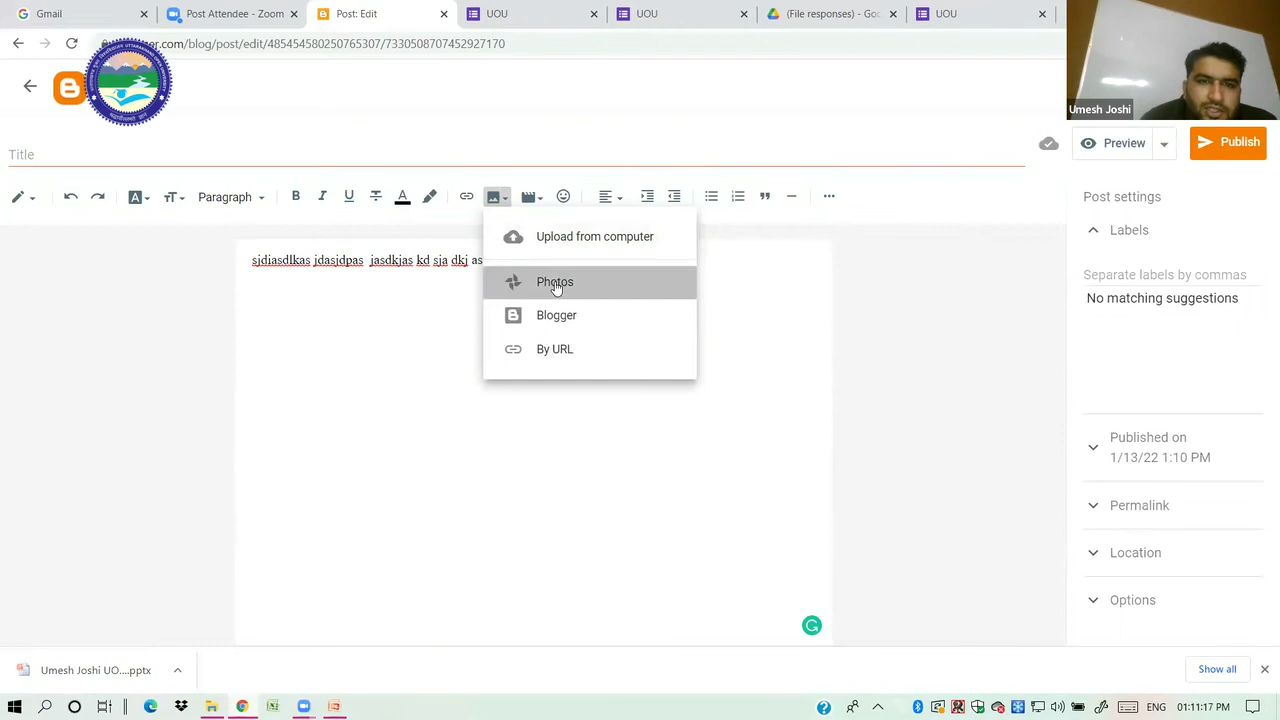 Gmail
Post Attendee - Zoom
Post: Edit
UOU
UOU
(File responses) - Go
UOU
.com/blog/post/edit/485454580250765307/7330508707452927170
Umesh Joshi
Title
Preview
Publish
Paragraph
Post settings
Labels
Upload from computer
sjdiasdlkas jdasjdpas jasdkjas kd sja dkj as
Separate labels by commas
Photos
No matching suggestions
Blogger
By URL
Published on
1/13/22 1:10 PM
Permalink
Location
Options
Umesh Joshi UO....pptx
Show all
ENG
01:11:17 PM